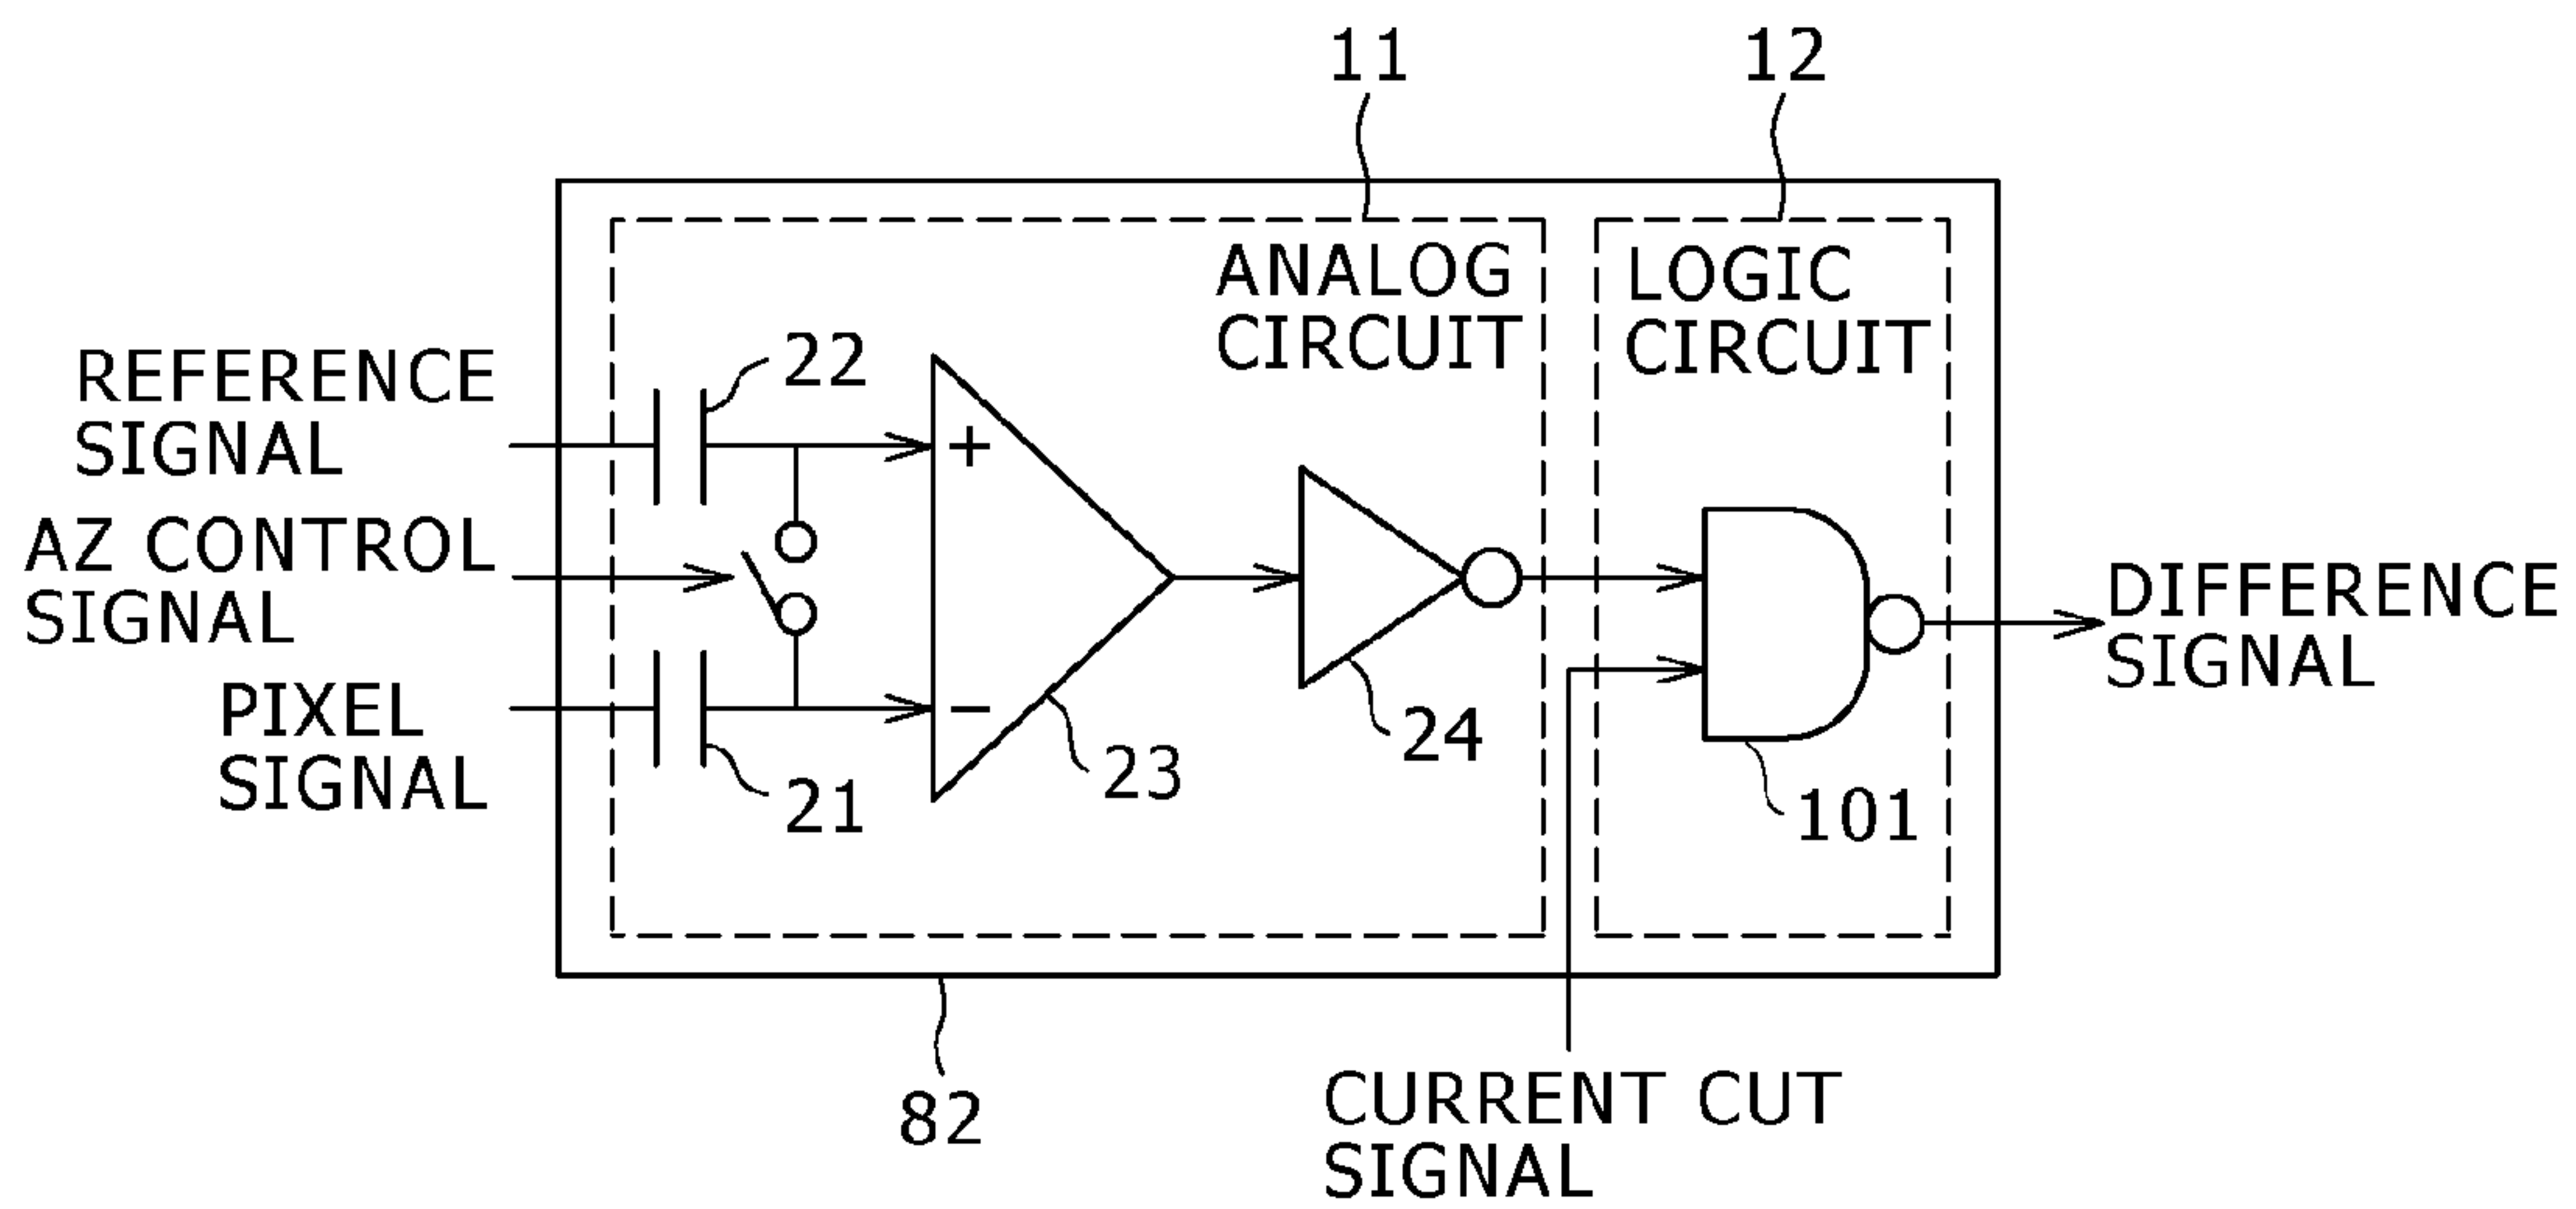 11
12
ANALOG
CIRCUIT
LOGIC
CIRCUIT
REFERENCE
SIGNAL
22
+
AZ CONTROL
SIGNAL
PIXEL
SIGNAL
−
21
23
24
101
DIFFERENCE
SIGNAL
82
CURRENT CUT
SIGNAL